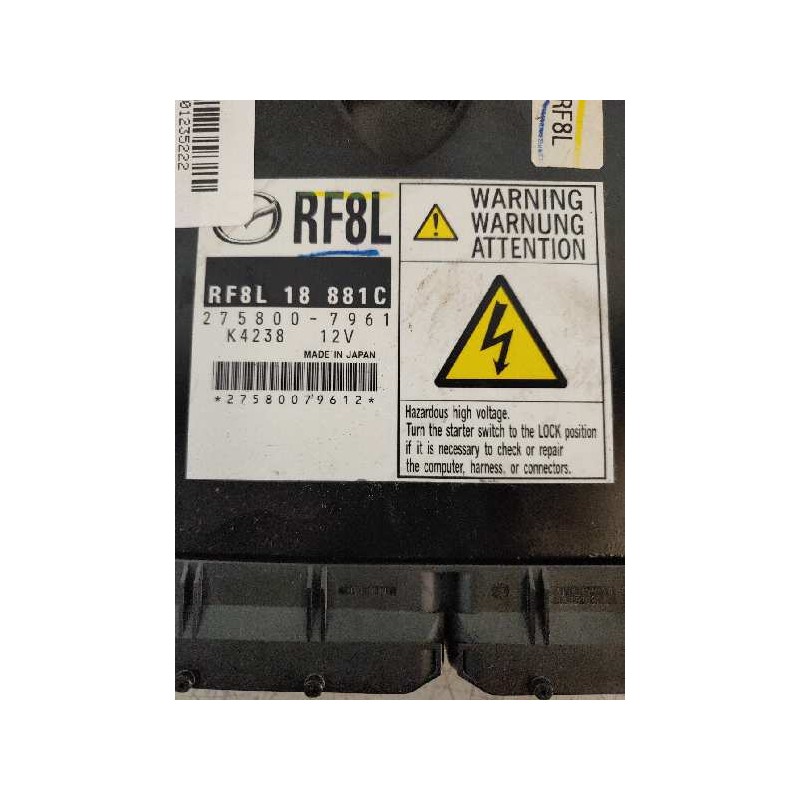 01235222
RF8L
RF8L
RF8L 18 881C
275800-7961
K4238 12V
MADE IN JAPAN
*27580079612*
WARNING
WARNUNG
ATTENTION
Hazardous high voltage.
Turn the starter switch to the LOCK position
if it is necessary to check or repair
the computer, harness, or connectors.